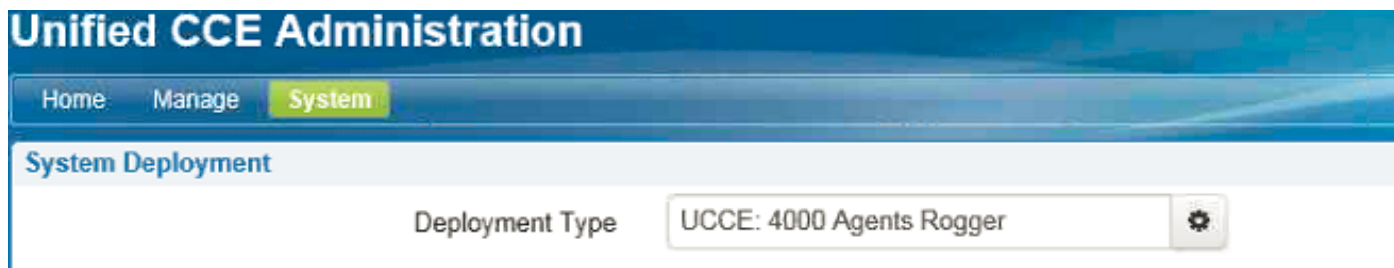 Unified CCE Administration
Home Manage System
System Deployment
Deployment Type UCCE: 4000 Agents Rogger